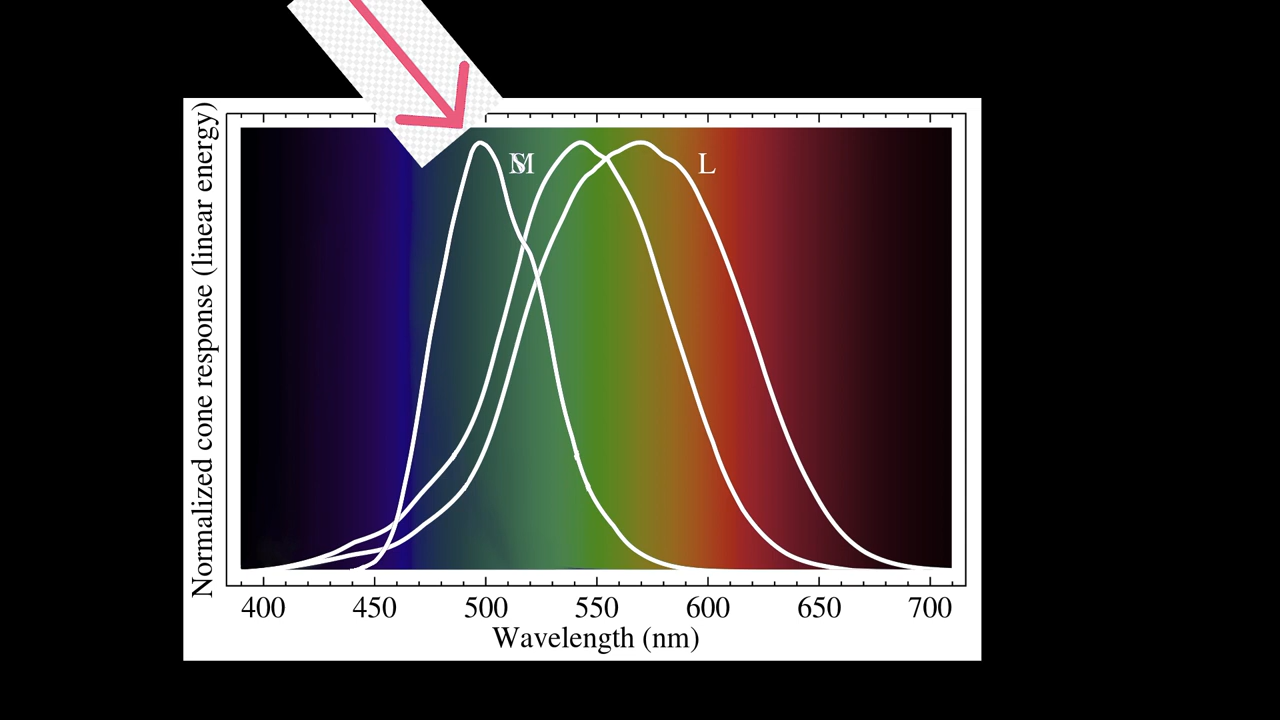 Normalized cone response (linear energy)
S
M
L
400 450 500 550 600 650 700
Wavelength (nm)